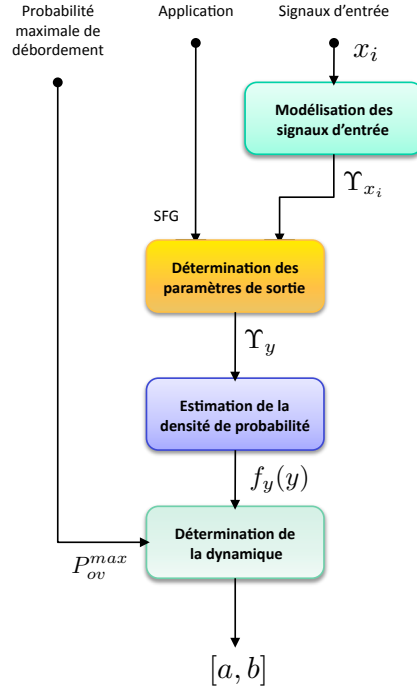 Probabilité
maximale de
débordement
Application
Signaux d'entrée
x_i
Modélisation des
signaux d'entrée
ϒ_{x_i}
SFG
Détermination des
paramètres de sortie
ϒ_y
Estimation de la
densité de probabilité
f_y(y)
Détermination de
la dynamique
P_{ov}^{max}
[a, b]